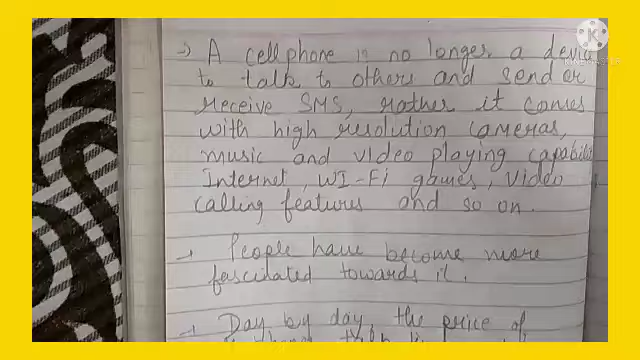 → A cellphone is no longer a device
to talk to others and send or
receive SMS, rather it comes
with high resolution cameras,
music and video playing capabilit
Internet, WI-Fi games, video
calling features and so on.
→ People have become more
fascilated towards it.
→ Day by day, the price of